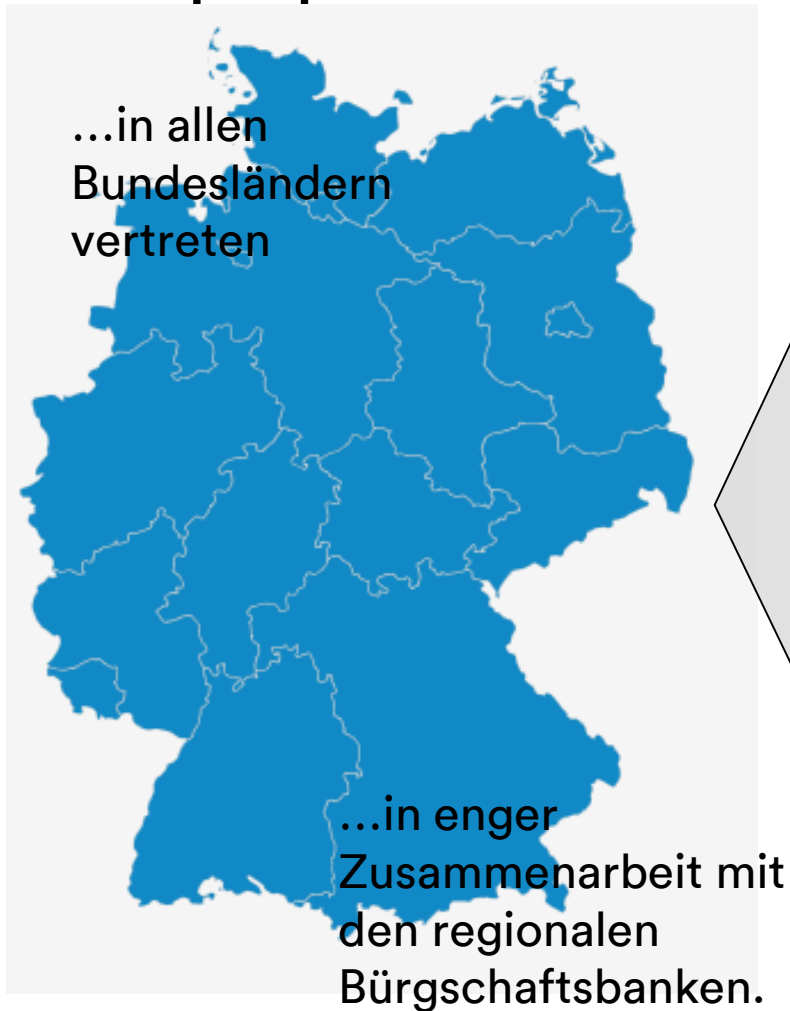 …in allen
Bundesländern
vertreten
…in enger
Zusammenarbeit mit
den regionalen
Bürgschaftsbanken.